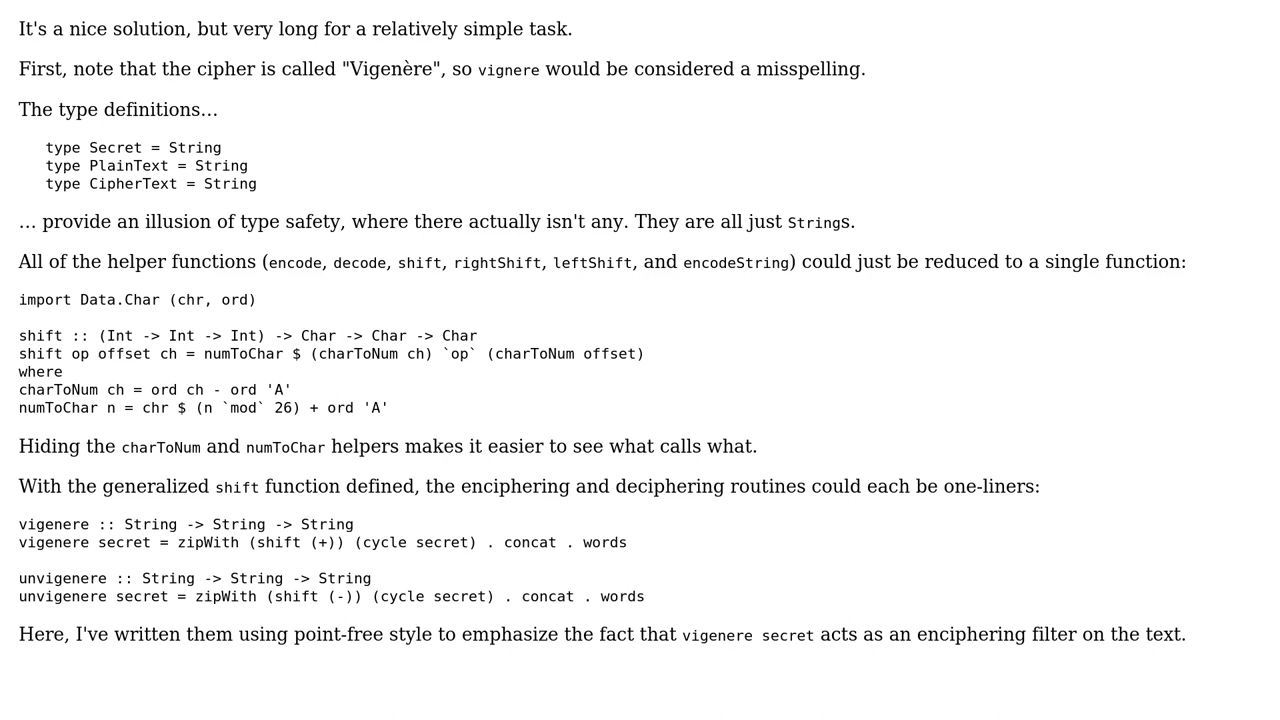 It's a nice solution, but very long for a relatively simple task.
First, note that the cipher is called "Vigenère", so vignere would be considered a misspelling.
The type definitions…
type Secret = String
type PlainText = String
type CipherText = String
… provide an illusion of type safety, where there actually isn't any. They are all just Strings.
All of the helper functions (encode, decode, shift, rightShift, leftShift, and encodeString) could just be reduced to a single function:
import Data.Char (chr, ord)
shift :: (Int -> Int -> Int) -> Char -> Char -> Char
shift op offset ch = numToChar $ (charToNum ch) `op` (charToNum offset)
where
charToNum ch = ord ch - ord 'A'
numToChar n = chr $ (n `mod` 26) + ord 'A'
Hiding the charToNum and numToChar helpers makes it easier to see what calls what.
With the generalized shift function defined, the enciphering and deciphering routines could each be one-liners:
vigenere :: String -> String -> String
vigenere secret = zipWith (shift (+)) (cycle secret) . concat . words
unvigenere :: String -> String -> String
unvigenere secret = zipWith (shift (-)) (cycle secret) . concat . words
Here, I've written them using point-free style to emphasize the fact that vigenere secret acts as an enciphering filter on the text.